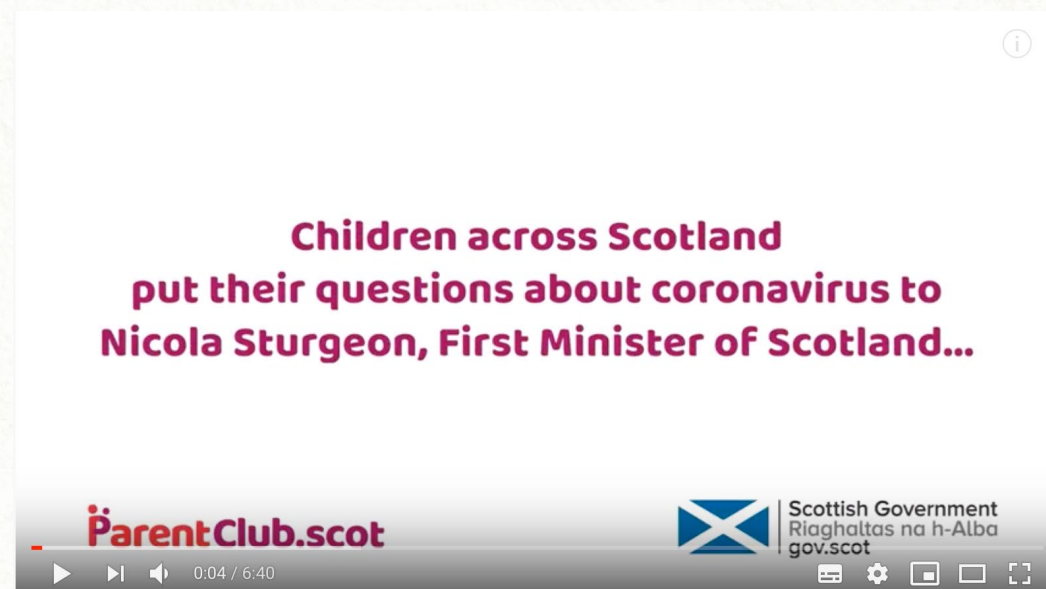 Children across Scotland
put their questions about coronavirus to
Nicola Sturgeon, First Minister of Scotland...
ParentClub.scot
Scottish Government
Riaghaltas na h-Alba
gov.scot
0:04 / 6:40